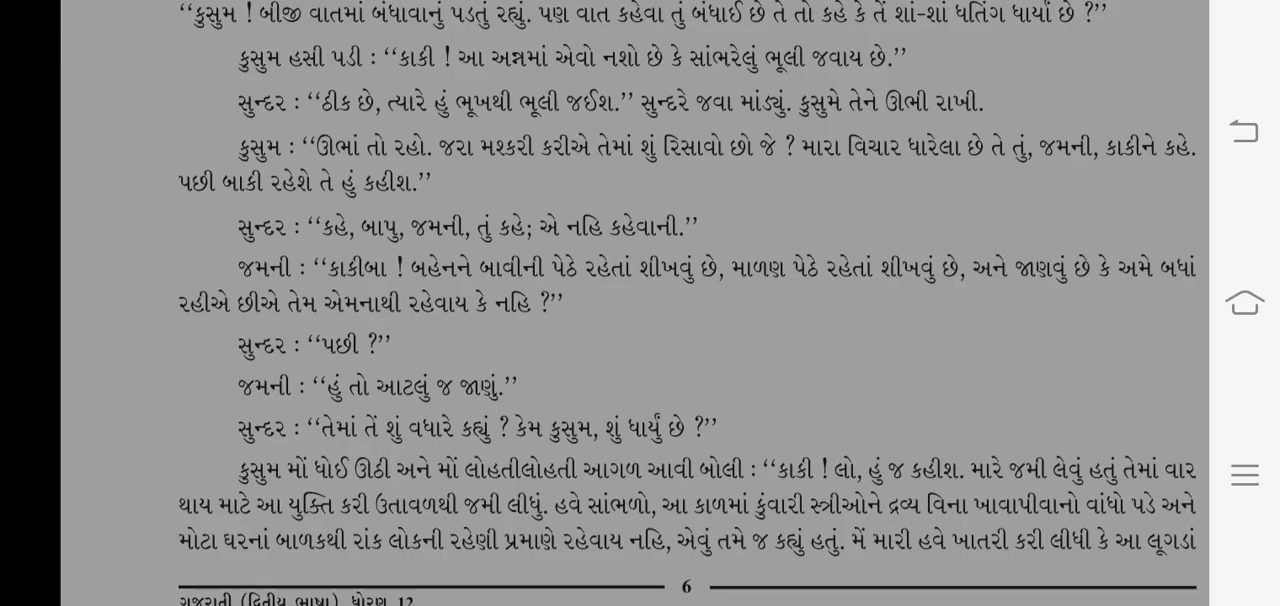 “કુસુમ ! બીજી વાતમાં બંધાવાનું પડતું રહ્યું. પણ વાત કહેવા તું બંધાઈ છે તે તો કહે કે તેં શાં-શાં ધતિંગ ધાર્યાં છે ?”
કુસુમ હસી પડી : “કાકી ! આ અન્નમાં એવો નશો છે કે સાંભરેલું ભૂલી જવાય છે.”
સુન્દર : “ઠીક છે, ત્યારે હું ભૂખથી ભૂલી જઈશ.” સુન્દરે જવા માંડ્યું. કુસુમે તેને ઊભી રાખી.
કુસુમ : “ઊભાં તો રહો. જરા મશ્કરી કરીએ તેમાં શું રિસાવો છો જે ? મારા વિચાર ધારેલા છે તે તું, જમની, કાકીને કહે.
પછી બાકી રહેશે તે હું કહીશ.”
સુન્દર : “કહે, બાપુ, જમની, તું કહે; એ નહિ કહેવાની.”
જમની : “કાકીબા ! બહેનને બાવીની પેઠે રહેતાં શીખવું છે, માળણ પેઠે રહેતાં શીખવું છે, અને જાણવું છે કે અમે બધાં
રહીએ છીએ તેમ એમનાથી રહેવાય કે નહિ ?”
સુન્દર : “પછી ?”
જમની : “હું તો આટલું જ જાણું.”
સુન્દર : “તેમાં તેં શું વધારે કહ્યું ? કેમ કુસુમ, શું ધાર્યું છે ?”
કુસુમ મોં ધોઈ ઊઠી અને મોં લોહતીલોહતી આગળ આવી બોલી : “કાકી ! લો, હું જ કહીશ. મારે જમી લેવું હતું તેમાં વાર
થાય માટે આ યુક્તિ કરી ઉતાવળથી જમી લીધું. હવે સાંભળો, આ કાળમાં કુંવારી સ્ત્રીઓને દ્રવ્ય વિના ખાવાપીવાનો વાંધો પડે અને
મોટા ઘરનાં બાળકથી રાંક લોકની રહેણી પ્રમાણે રહેવાય નહિ, એવું તમે જ કહ્યું હતું. મેં મારી હવે ખાતરી કરી લીધી કે આ લૂગડાં
6
ગુજરાતી (દ્વિતીય ભાષા), ધોરણ 12